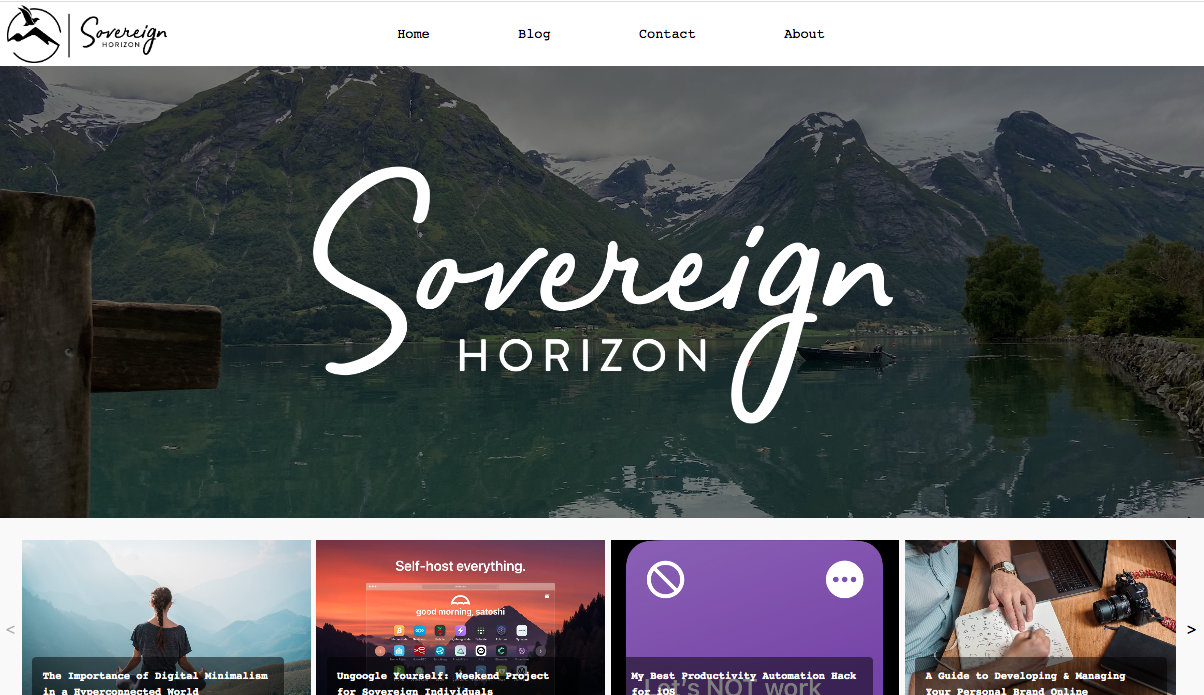 Sovereign
HORIZON
Home Blog Contact About
Sovereign
HORIZON
Self-host everything.
good morning, satoshi
<
>
The Importance of Digital Minimalism
in a Hyperconnected World
Ungoogle Yourself: Weekend Project
for Sovereign Individuals
Let's NOT work
My Best Productivity Automation Hack
for iOS
A Guide to Developing & Managing
Your Personal Brand Online